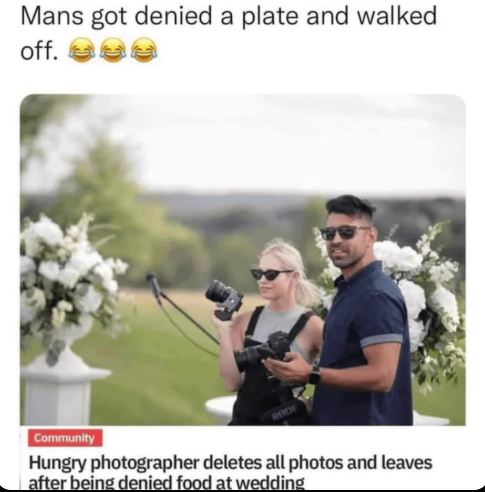 Mans got denied a plate and walked
off. 😂😂😂
RODE
Community
Hungry photographer deletes all photos and leaves
after being denied food at wedding